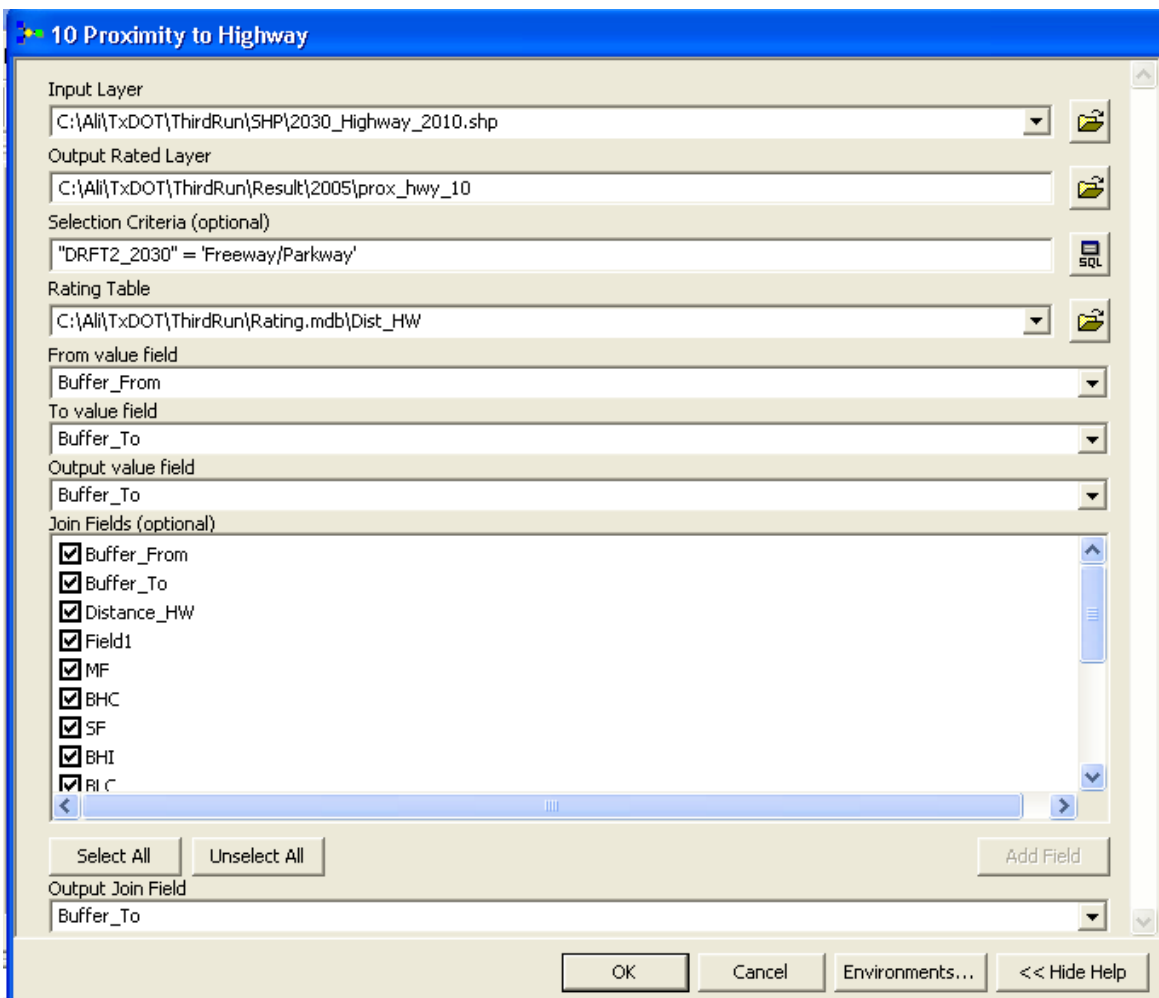 10 Proximity to Highway
Input Layer
C:\Ali\TxDOT\ThirdRun\SHP\2030_Highway_2010.shp
Output Rated Layer
C:\Ali\TxDOT\ThirdRun\Result\2005\prox_hwy_10
Selection Criteria (optional)
"DRFT2_2030" = 'Freeway/Parkway'
SQL
Rating Table
C:\Ali\TxDOT\ThirdRun\Rating.mdb\Dist_HW
From value field
Buffer_From
To value field
Buffer_To
Output value field
Buffer_To
Join Fields (optional)
Buffer_From
Buffer_To
Distance_HW
Field1
MF
BHC
SF
BHI
BLC
Select All Unselect All Add Field
Output Join Field
Buffer_To
OK Cancel Environments... << Hide Help